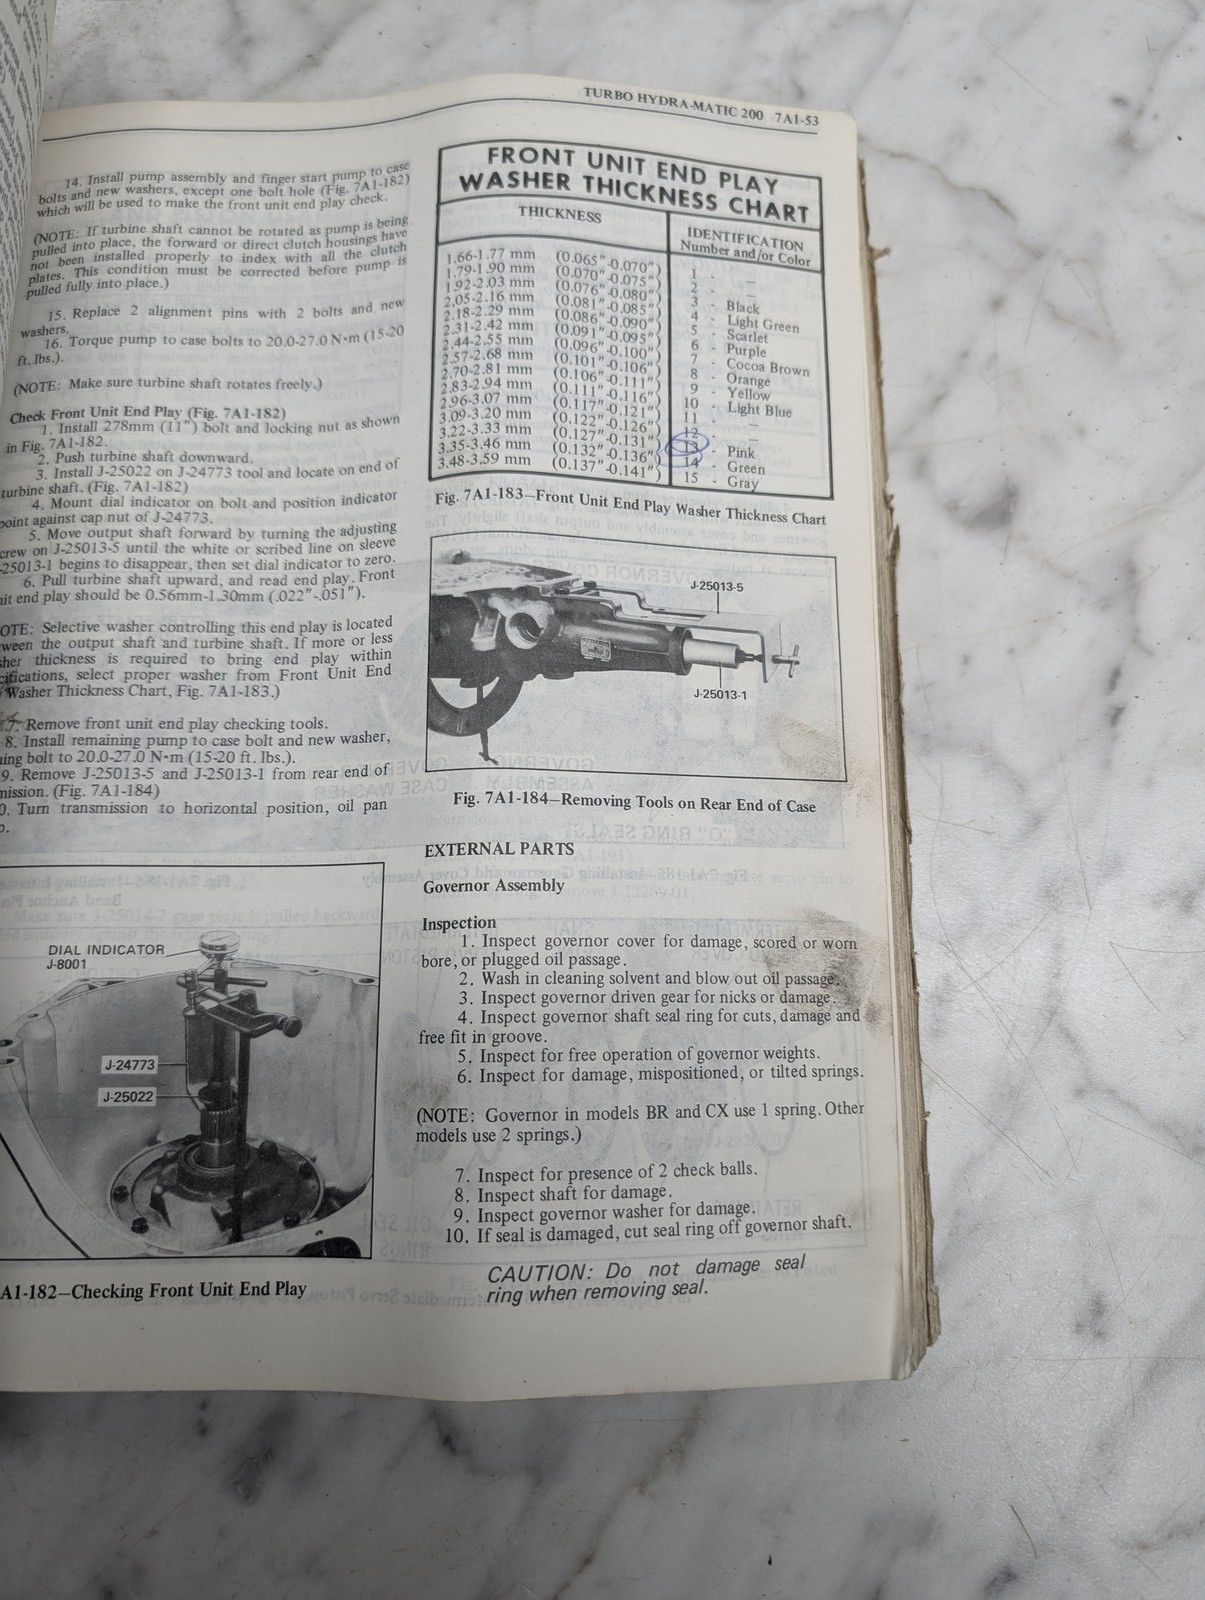 TURBO HYDRA-MATIC 200 7A1-53
14. Install pump assembly and finger start pump to case
bolts and new washers, except one bolt hole (Fig. 7A1-182)
which will be used to make the front unit end play check.
(NOTE: If turbine shaft cannot be rotated as pump is being
pulled into place, the forward or direct clutch housings have
not been installed properly to index with all the clutch
plates. This condition must be corrected before pump is
pulled fully into place.)
15. Replace 2 alignment pins with 2 bolts and new
washers.
16. Torque pump to case bolts to 20.0-27.0 N•m (15-20
ft. lbs.).
(NOTE: Make sure turbine shaft rotates freely.)
Check Front Unit End Play (Fig. 7A1-182)
1. Install 278mm (11") bolt and locking nut as shown
in Fig. 7A1-182.
2. Push turbine shaft downward.
3. Install J-25022 on J-24773 tool and locate on end of
turbine shaft. (Fig. 7A1-182)
4. Mount dial indicator on bolt and position indicator
point against cap nut of J-24773.
5. Move output shaft forward by turning the adjusting
crew on J-25013-5 until the white or scribed line on sleeve
-25013-1 begins to disappear, then set dial indicator to zero.
6. Pull turbine shaft upward, and read end play. Front
it end play should be 0.56mm-1.30mm (.022"-.051").
OTE: Selective washer controlling this end play is located
ween the output shaft and turbine shaft. If more or less
her thickness is required to bring end play within
cifications, select proper washer from Front Unit End
Washer Thickness Chart, Fig. 7A1-183.)
7. Remove front unit end play checking tools.
8. Install remaining pump to case bolt and new washer,
ing bolt to 20.0-27.0 N•m (15-20 ft. lbs.).
9. Remove J-25013-5 and J-25013-1 from rear end of
mission. (Fig. 7A1-184)
0. Turn transmission to horizontal position, oil pan
DIAL INDICATOR
J-8001
J-24773
J-25022
A1-182—Checking Front Unit End Play
FRONT UNIT END PLAY
WASHER THICKNESS CHART
THICKNESS
IDENTIFICATION
Number and/or Color
1.66-1.77 mm (0.065"-0.070") 1 - —
1.79-1.90 mm (0.070"-0.075") 2 - —
1.92-2.03 mm (0.076"-0.080") 3 - Black
2.05-2.16 mm (0.081"-0.085") 4 - Light Green
2.18-2.29 mm (0.086"-0.090") 5 - Scarlet
2.31-2.42 mm (0.091"-0.095") 6 - Purple
2.44-2.55 mm (0.096"-0.100") 7 - Cocoa Brown
2.57-2.68 mm (0.101"-0.106") 8 - Orange
2.70-2.81 mm (0.106"-0.111") 9 - Yellow
2.83-2.94 mm (0.111"-0.116") 10 - Light Blue
2.96-3.07 mm (0.117"-0.121") 11 - —
3.09-3.20 mm (0.122"-0.126") 12 - —
3.22-3.33 mm (0.127"-0.131") 13 - Pink
3.35-3.46 mm (0.132"-0.136") 14 - Green
3.48-3.59 mm (0.137"-0.141") 15 - Gray
Fig. 7A1-183—Front Unit End Play Washer Thickness Chart
J-25013-5
J-25013-1
Fig. 7A1-184—Removing Tools on Rear End of Case
EXTERNAL PARTS
Governor Assembly
Inspection
1. Inspect governor cover for damage, scored or worn
bore, or plugged oil passage.
2. Wash in cleaning solvent and blow out oil passage.
3. Inspect governor driven gear for nicks or damage.
4. Inspect governor shaft seal ring for cuts, damage and
free fit in groove.
5. Inspect for free operation of governor weights.
6. Inspect for damage, mispositioned, or tilted springs.
(NOTE: Governor in models BR and CX use 1 spring. Other
models use 2 springs.)
7. Inspect for presence of 2 check balls.
8. Inspect shaft for damage.
9. Inspect governor washer for damage.
10. If seal is damaged, cut seal ring off governor shaft.
CAUTION: Do not damage seal
ring when removing seal.